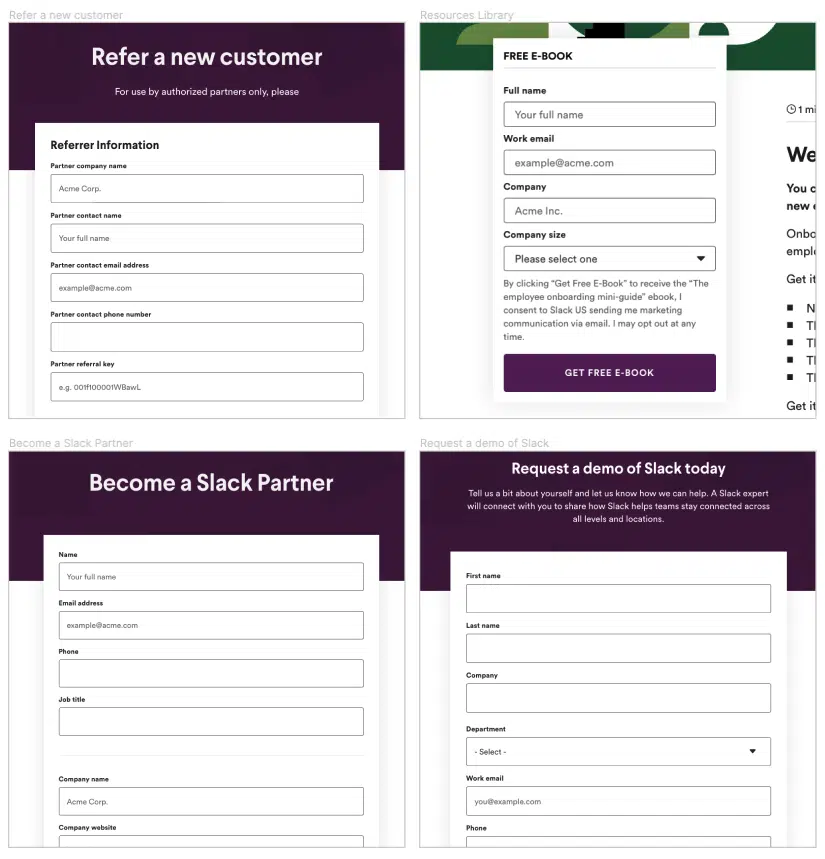 Refer a new customer
Refer a new customer
For use by authorized partners only, please
Referrer Information
Partner company name
Acme Corp.
Partner contact name
Your full name
Partner contact email address
example@acme.com
Partner contact phone number
Partner referral key
e.g. 001f100001WBawL
Resources Library
FREE E-BOOK
Full name
Your full name
Work email
example@acme.com
Company
Acme Inc.
Company size
Please select one
By clicking “Get Free E-Book” to receive the “The
employee onboarding mini-guide” ebook, I
consent to Slack US sending me marketing
communication via email. I may opt out at any
time.
GET FREE E-BOOK
1 mi
We
You c
new e
Onbo
emplo
Get it
N
Th
Th
Th
Th
Get it
Become a Slack Partner
Become a Slack Partner
Name
Your full name
Email address
example@acme.com
Phone
Job title
Company name
Acme Corp.
Company website
Request a demo of Slack
Request a demo of Slack today
Tell us a bit about yourself and let us know how we can help. A Slack expert
will connect with you to share how Slack helps teams stay connected across
all levels and locations.
First name
Last name
Company
Department
- Select -
Work email
you@example.com
Phone